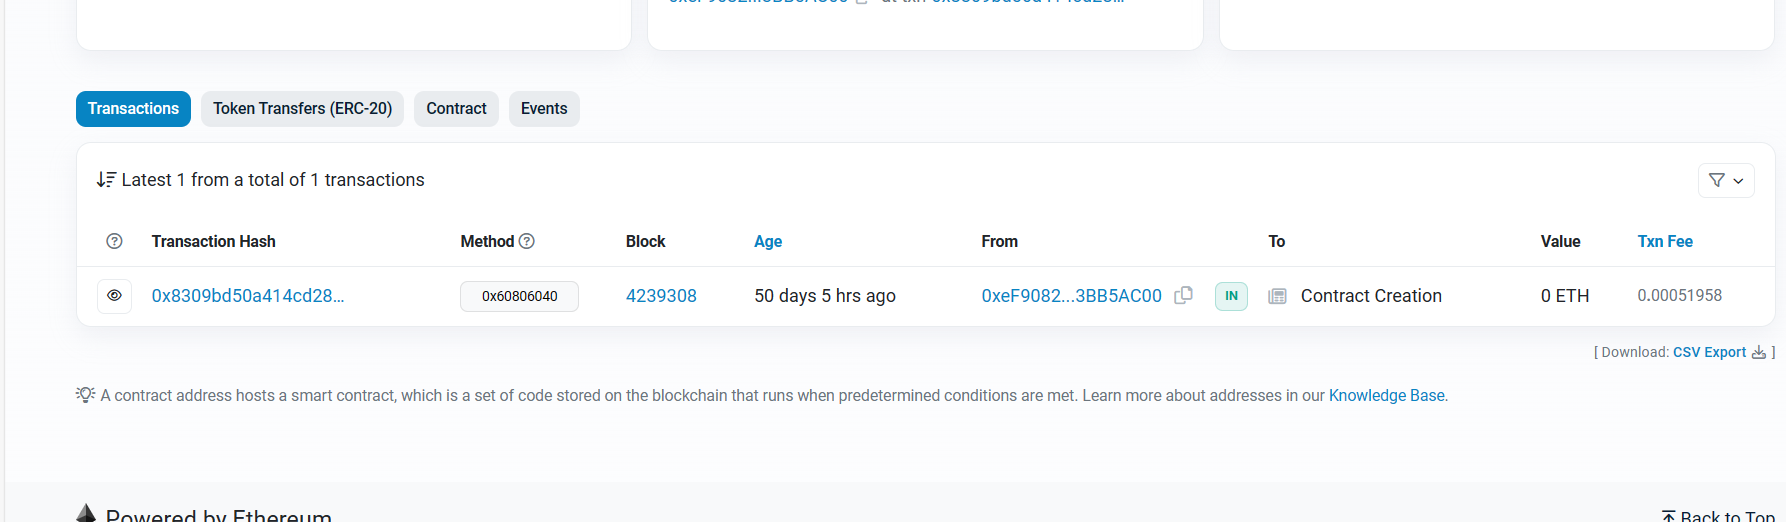 Transactions Token Transfers (ERC-20) Contract Events
Latest 1 from a total of 1 transactions
Transaction Hash Method Block Age From To Value Txn Fee
0x8309bd50a414cd28... 0x60806040 4239308 50 days 5 hrs ago 0xeF9082...3BB5AC00 IN Contract Creation 0 ETH 0.00051958
[ Download: CSV Export ]
A contract address hosts a smart contract, which is a set of code stored on the blockchain that runs when predetermined conditions are met. Learn more about addresses in our Knowledge Base.
Powered by Ethereum
Back to Top